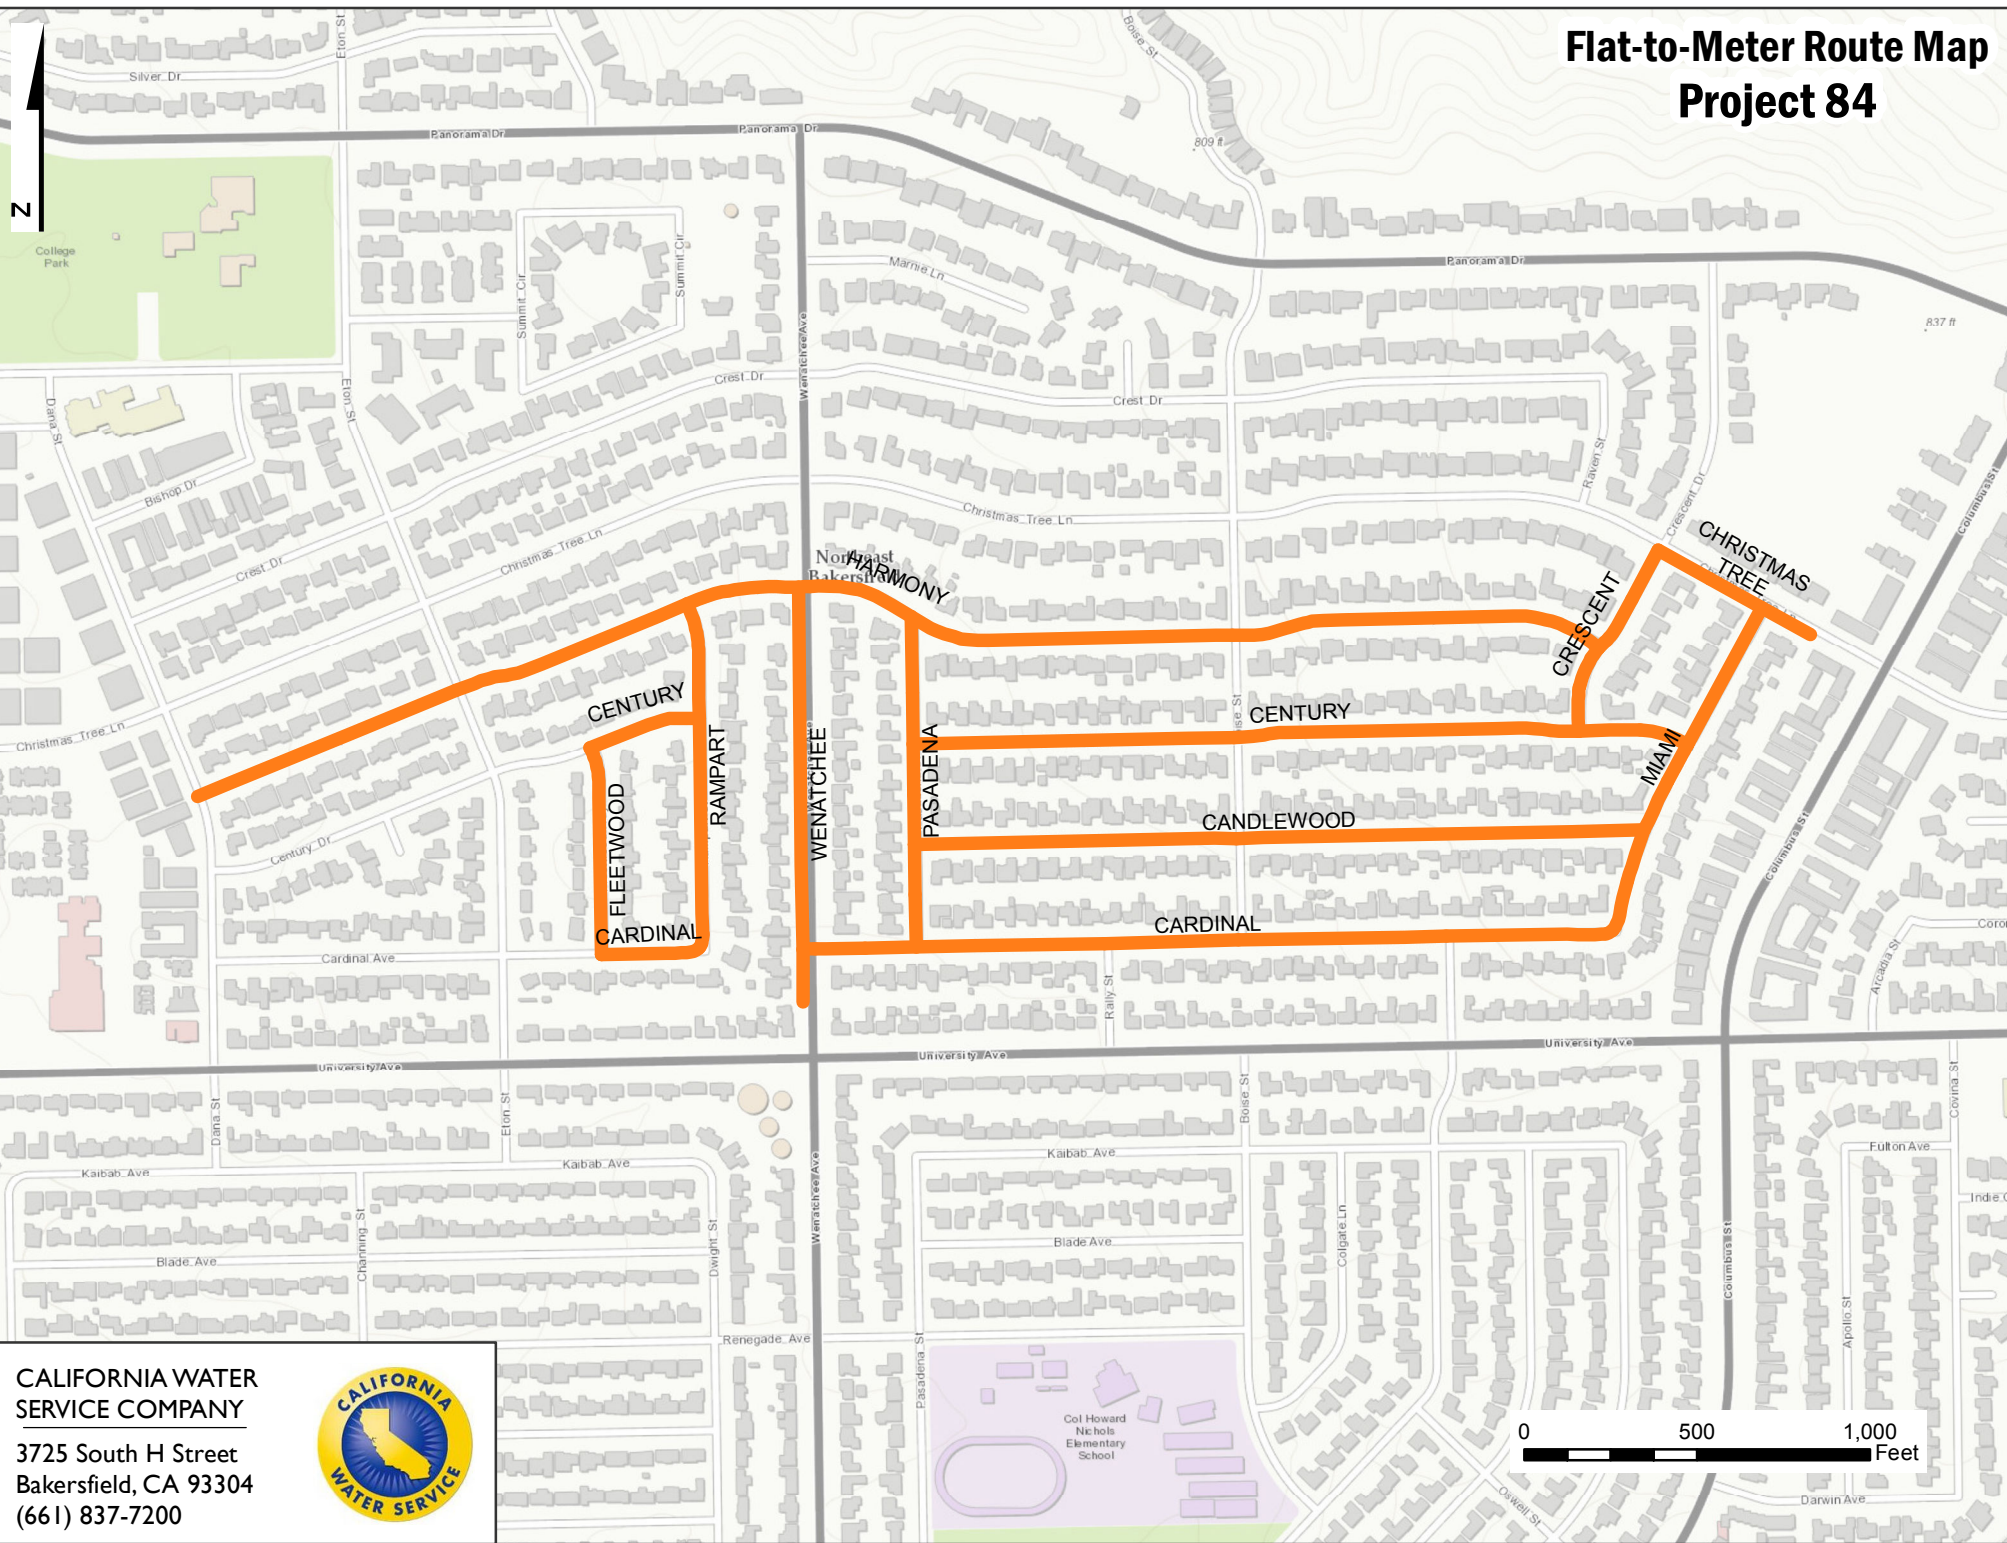 Flat-to-Meter Route Map
Project 84
N
Silver Dr
Eton St
Boise St
Panorama Dr
Panorama Dr
809 ft
College
Park
Summit Cir
Summit Cir
Marnie Ln
Panorama Dr
837 ft
Wenatchee Ave
Crest Dr
Crest Dr
Dana St
Eton St
Bishop Dr
Raven St
Crescent Dr
Columbus St
Christmas Tree Ln
Christmas Tree Ln
Crest Dr
Northeast
Bakersfield
HARMONY
CHRISTMAS
TREE
CRESCENT
Christmas Tree Ln
CENTURY
CENTURY
RAMPART
WENATCHEE
PASADENA
MIAMI
FLEETWOOD
CANDLEWOOD
Century Dr
Columbus St
CARDINAL
CARDINAL
Cardinal Ave
Rally St
Arcadia St
Coro
University Ave
University Ave
University Ave
Dana St
Eton St
Boise St
Covina St
Kaibab Ave
Kaibab Ave
Kaibab Ave
Fulton Ave
Wenatchee Ave
Indie
Channing St
Dwight St
Colgate Ln
Columbus St
Blade Ave
Blade Ave
Apollo St
Renegade Ave
Pasadena St
Col Howard
Nichols
Elementary
School
Oswell St
Darwin Ave
0 500 1,000
Feet
CALIFORNIA WATER
SERVICE COMPANY
3725 South H Street
Bakersfield, CA 93304
(661) 837-7200
CALIFORNIA
WATER SERVICE